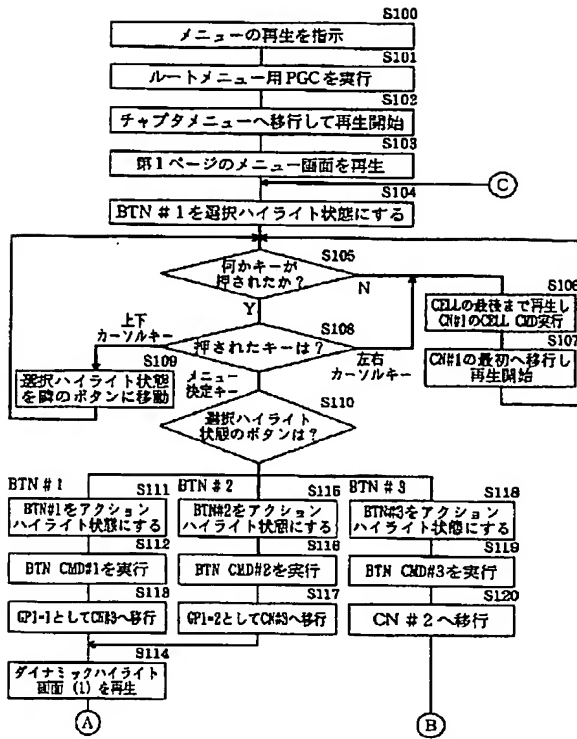 S100
メニューの再生を指示
S101
ルートメニュー用PGCを実行
S102
チャプタメニューへ移行して再生開始
S103
第1ページのメニュー画面を再生
C
S104
BTN #1を選択ハイライト状態にする
S105
何かキーが
押されたか?
N
Y
S106
CELLの最後まで再生し
CN#1のCELL CMD実行
S107
CN#1の最初へ移行し
再生開始
S108
押されたキーは?
上下
カーソルキー
左右
カーソルキー
S109
選択ハイライト状態
を隣のボタンに移動
メニュー
決定キー
S110
選択ハイライト
状態のボタンは?
BTN #1
S111
BTN#1をアクション
ハイライト状態にする
S112
BTN CMD#1を実行
S113
GP1=1としてCN#3へ移行
S114
ダイナミックハイライト
画面 (1) を再生
A
BTN #2
S115
BTN#2をアクション
ハイライト状態にする
S116
BTN CMD#2を実行
S117
GP1=2としてCN#3へ移行
BTN #3
S118
BTN#3をアクション
ハイライト状態にする
S119
BTN CMD#3を実行
S120
CN #2へ移行
B